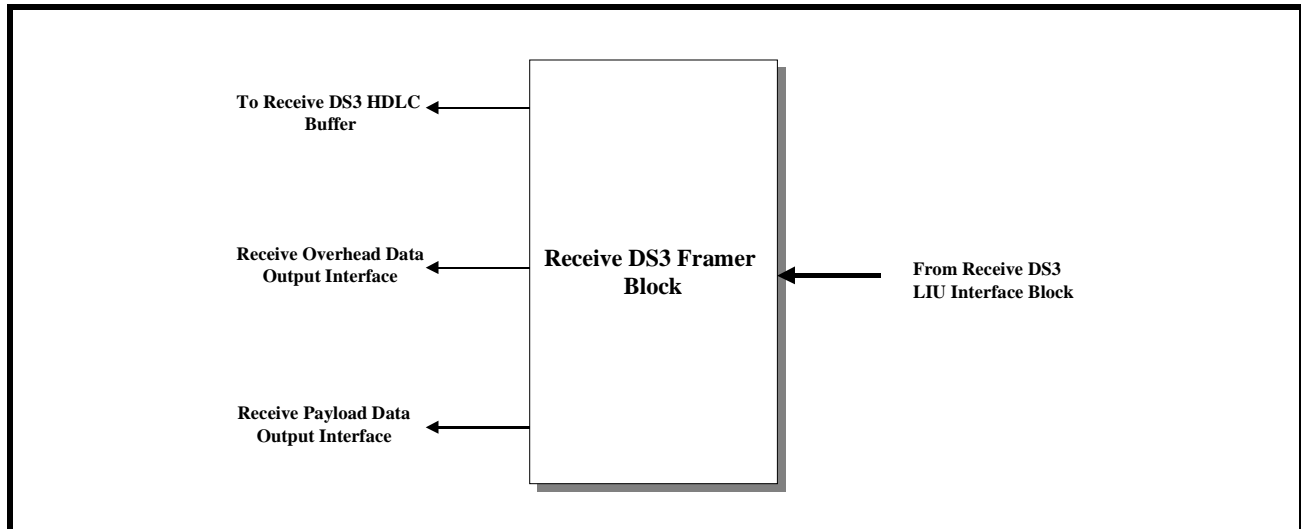 To Receive DS3 HDLC
Buffer
Receive Overhead Data
Output Interface
Receive Payload Data
Output Interface
Receive DS3 Framer
Block
From Receive DS3
LIU Interface Block